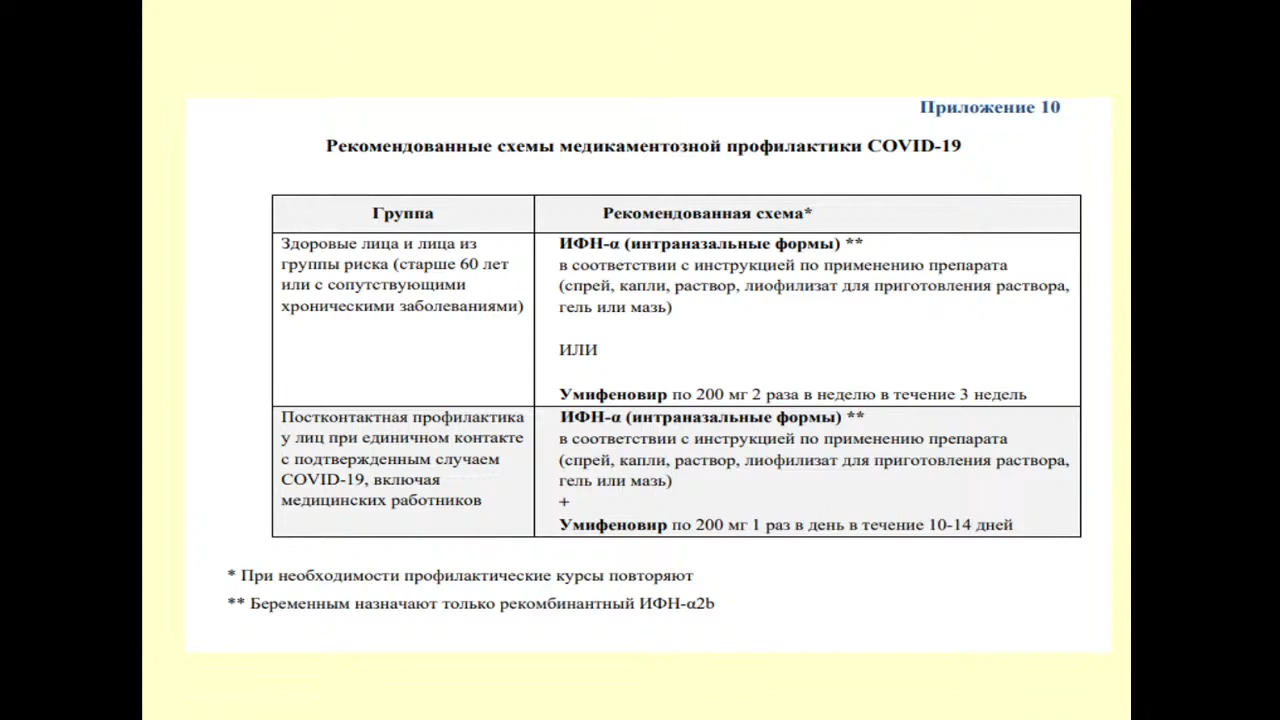 Приложение 10
Рекомендованные схемы медикаментозной профилактики COVID-19
Группа
Рекомендованная схема*
Здоровые лица и лица из
группы риска (старше 60 лет
или с сопутствующими
хроническими заболеваниями)
ИФН-α (интраназальные формы) **
в соответствии с инструкцией по применению препарата
(спрей, капли, раствор, лиофилизат для приготовления раствора,
гель или мазь)
ИЛИ
Умифеновир по 200 мг 2 раза в неделю в течение 3 недель
Постконтактная профилактика
у лиц при единичном контакте
с подтвержденным случаем
COVID-19, включая
медицинских работников
ИФН-α (интраназальные формы) **
в соответствии с инструкцией по применению препарата
(спрей, капли, раствор, лиофилизат для приготовления раствора,
гель или мазь)
+
Умифеновир по 200 мг 1 раз в день в течение 10-14 дней
* При необходимости профилактические курсы повторяют
** Беременным назначают только рекомбинантный ИФН-α2b